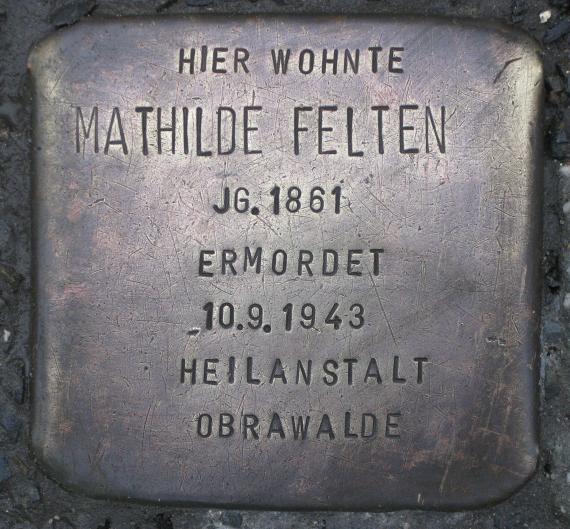 HIER WOHNTE
MATHILDE FELTEN
JG. 1861
ERMORDET
10.9.1943
HEILANSTALT
OBRAWALDE